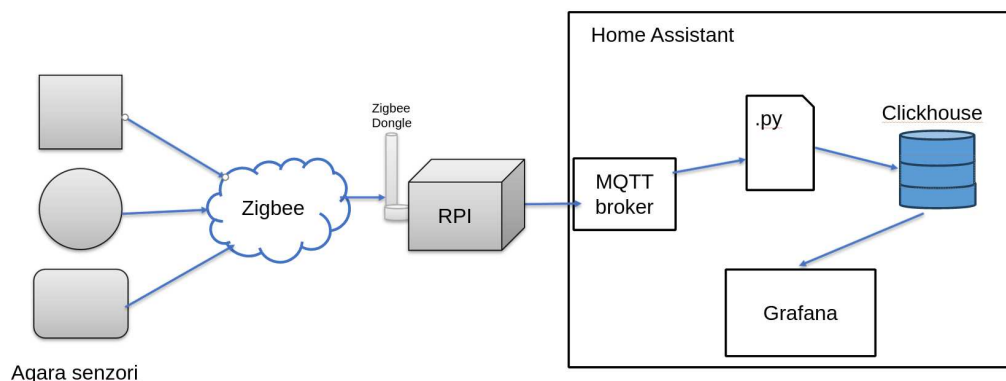 Home Assistant
Zigbee
Dongle
.py
Clickhouse
Zigbee
RPI
MQTT
broker
Grafana
Aqara senzori